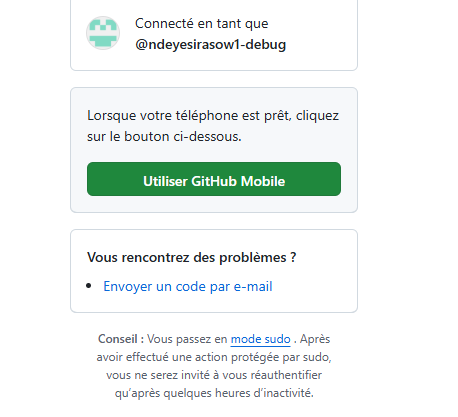 Connecté en tant que
@ndeyesirasow1-debug
Lorsque votre téléphone est prêt, cliquez
sur le bouton ci-dessous.
Utiliser GitHub Mobile
Vous rencontrez des problèmes ?
• Envoyer un code par e-mail
Conseil : Vous passez en mode sudo . Après
avoir effectué une action protégée par sudo,
vous ne serez invité à vous réauthentifier
qu’après quelques heures d’inactivité.